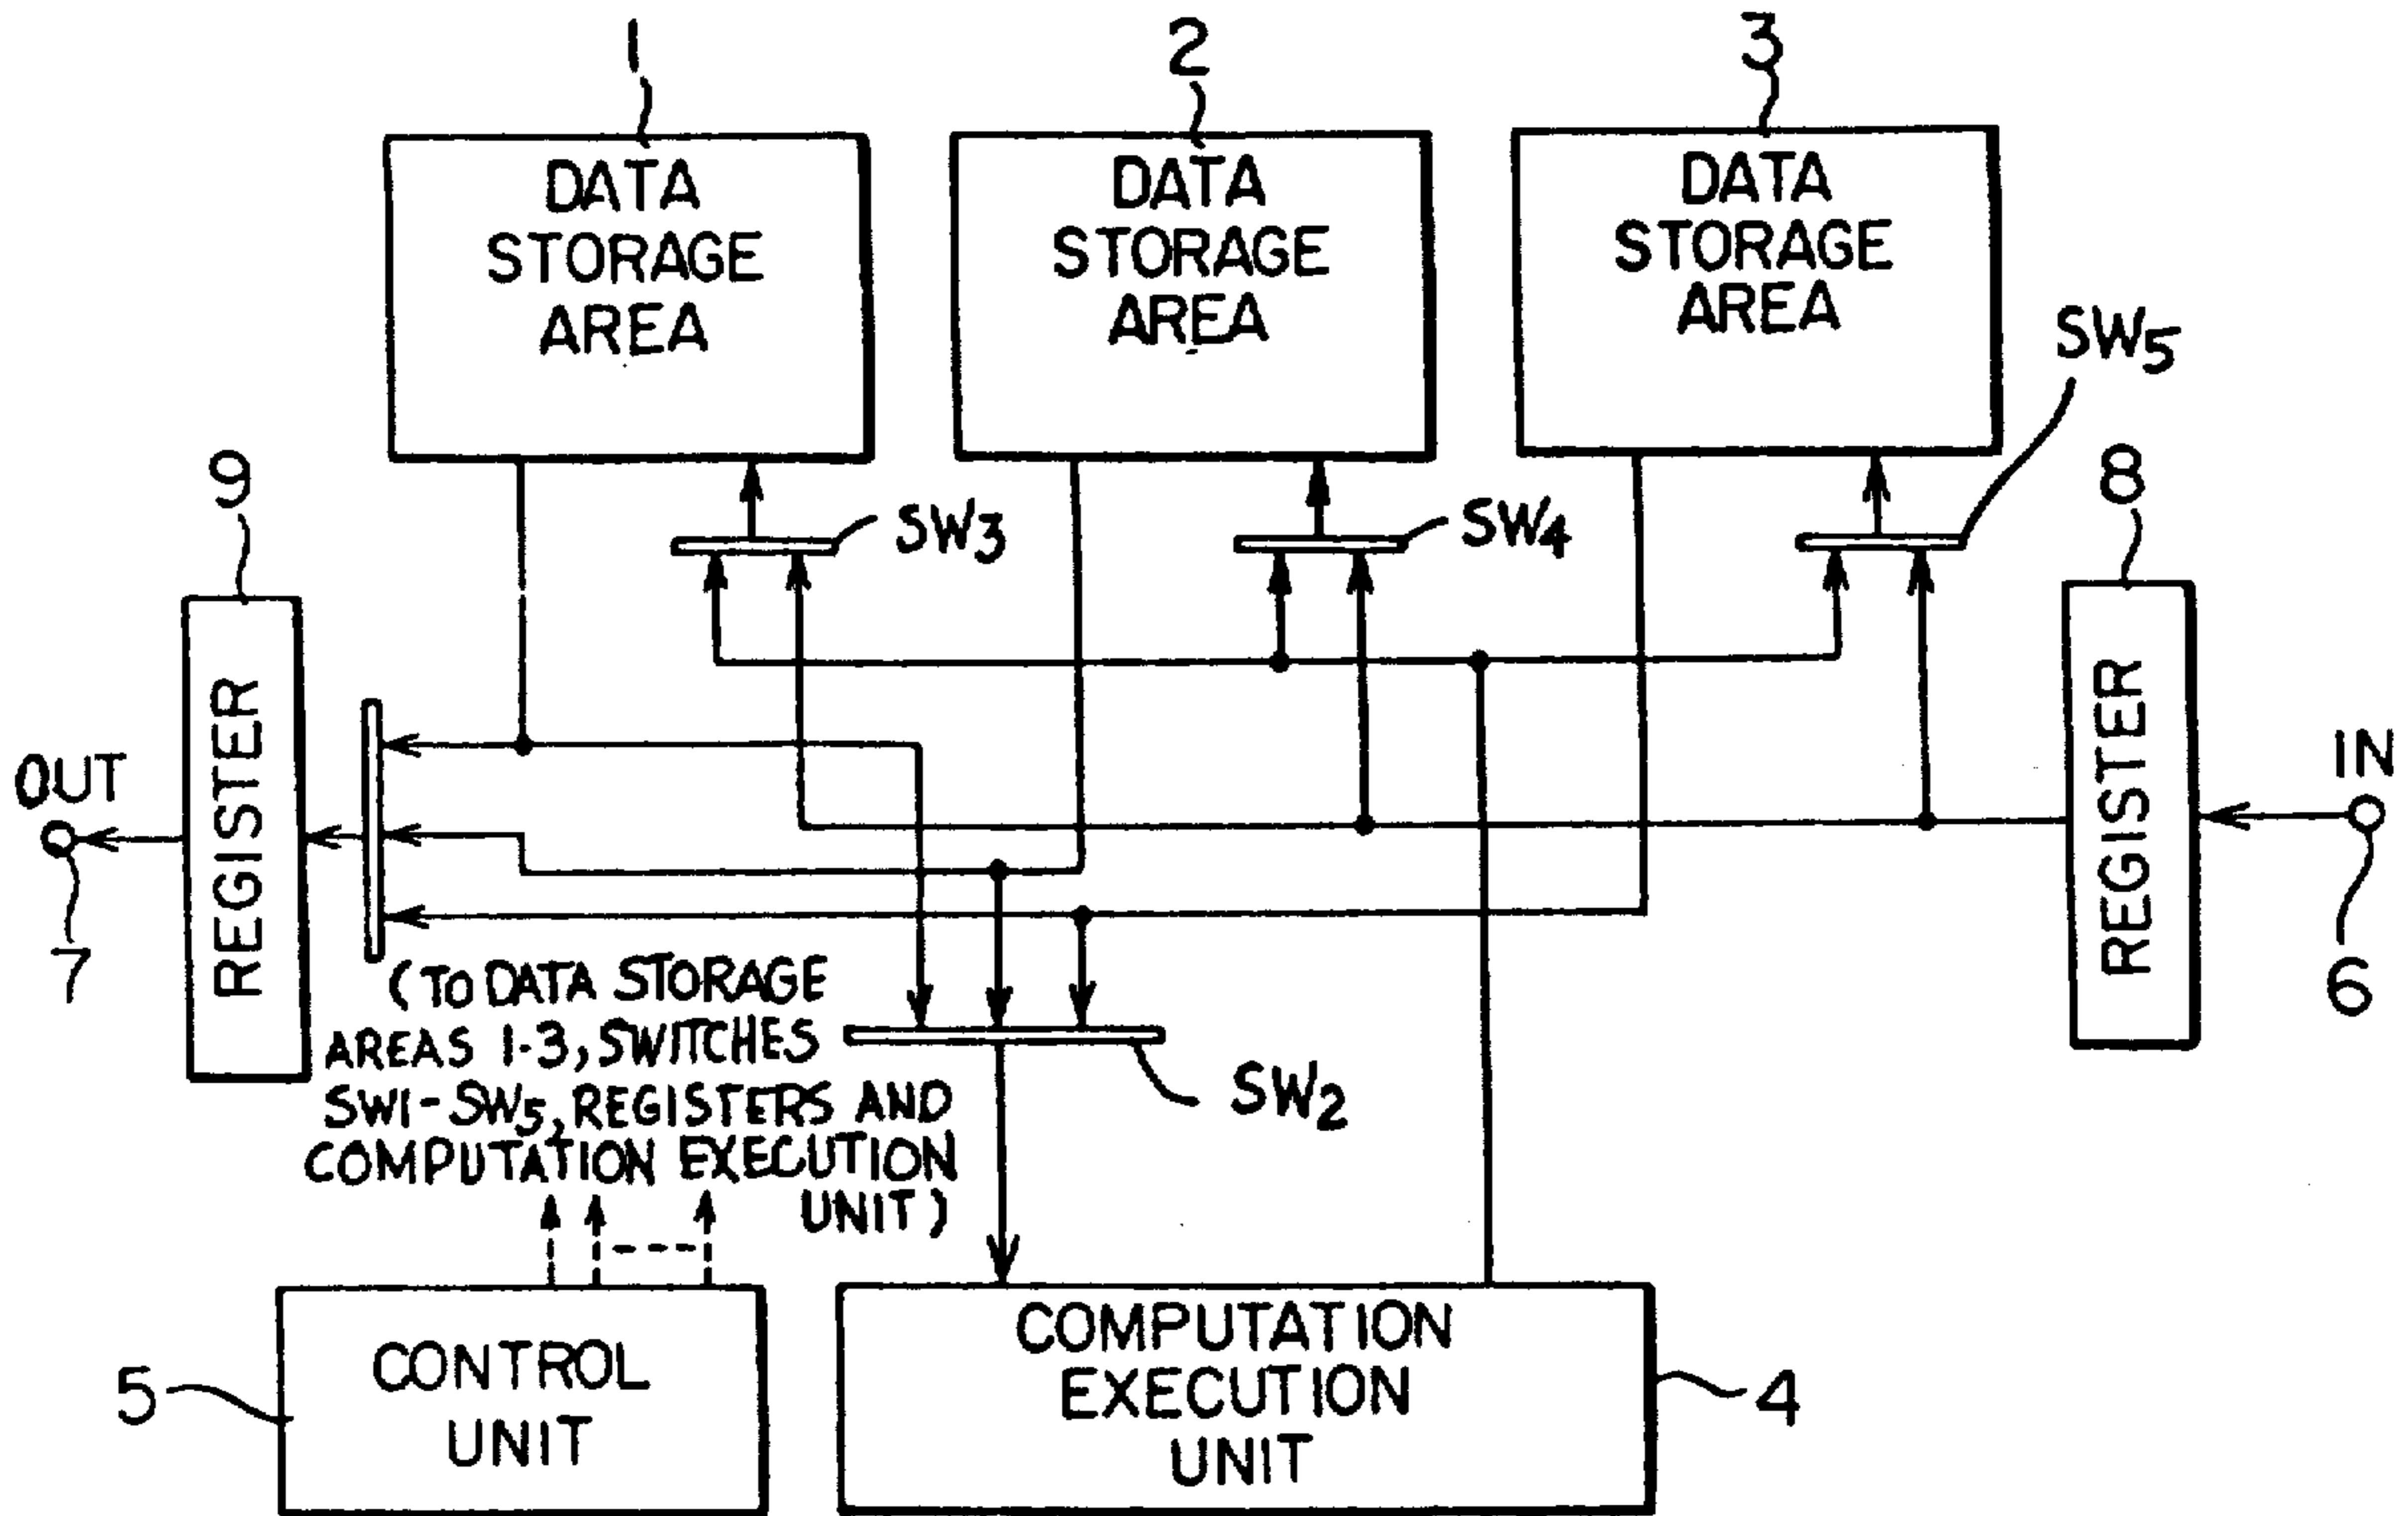 1
2
3
DATA
STORAGE
AREA
DATA
STORAGE
AREA
DATA
STORAGE
AREA
SW5
9
SW3
SW4
8
REGISTER
REGISTER
OUT
IN
7
6
(TO DATA STORAGE
AREAS 1-3, SWITCHES
SW1-SW5, REGISTERS AND
COMPUTATION EXECUTION
UNIT)
SW2
5
CONTROL
UNIT
COMPUTATION
EXECUTION
UNIT
4